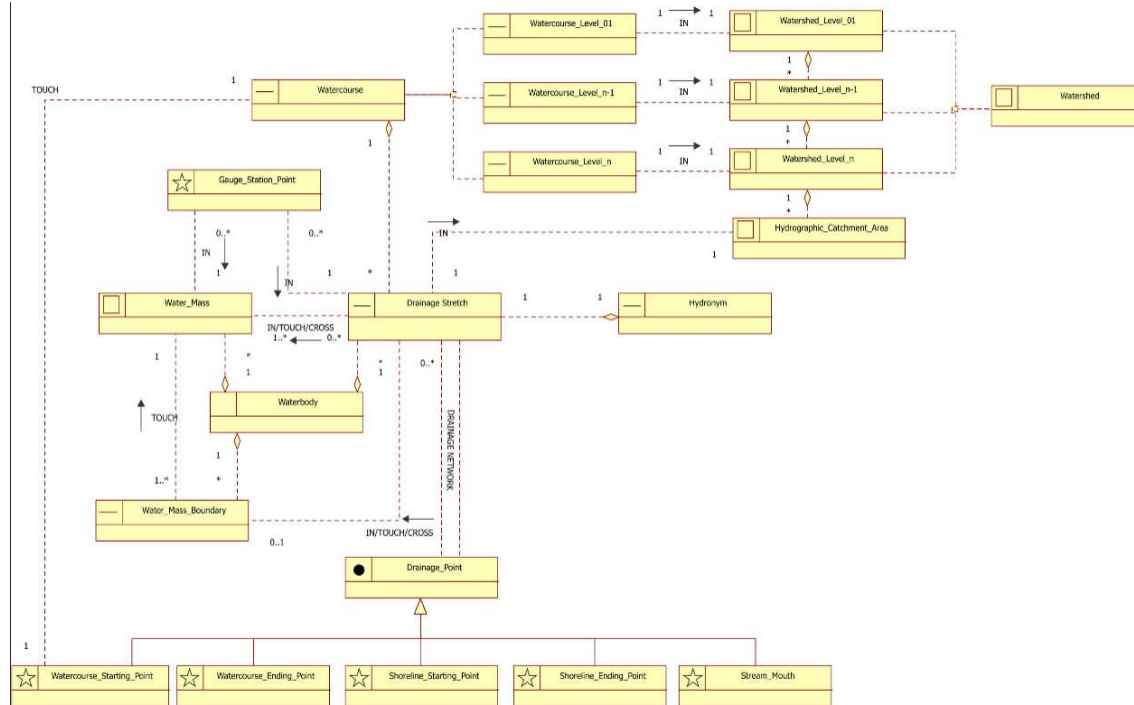 1 1
IN
Watercourse_Level_01
Watershed_Level_01
TOUCH
1
Watercourse
1
*
1 1
IN
Watercourse_Level_n-1
Watershed_Level_n-1
Watershed
1
1
*
1 1
IN
Watercourse_Level_n
Watershed_Level_n
Gauge_Station_Point
1
*
0..*
0..*
IN
Hydrographic_Catchment_Area
IN
1
1
1
*
1
IN
Water_Mass
Drainage Stretch
1
1
Hydronym
IN/TOUCH/CROSS
1..*
0..*
1
*
*
0..*
1
1
Waterbody
TOUCH
DRAINAGE NETWORK
1
1..*
*
Water_Mass_Boundary
IN/TOUCH/CROSS
0..1
Drainage_Point
1
Watercourse_Starting_Point
Watercourse_Ending_Point
Shoreline_Starting_Point
Shoreline_Ending_Point
Stream_Mouth